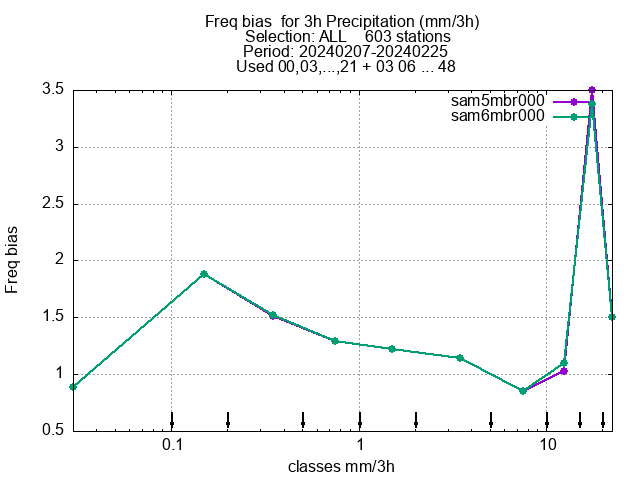 Freq bias  for 3h Precipitation (mm/3h)
Selection: ALL    603 stations
Period: 20240207-20240225
Used 00,03,...,21 + 03 06 ... 48
sam5mbr000
sam6mbr000
3.5
3
2.5
2
1.5
1
0.5
Freq bias
0.1 1 10
classes mm/3h